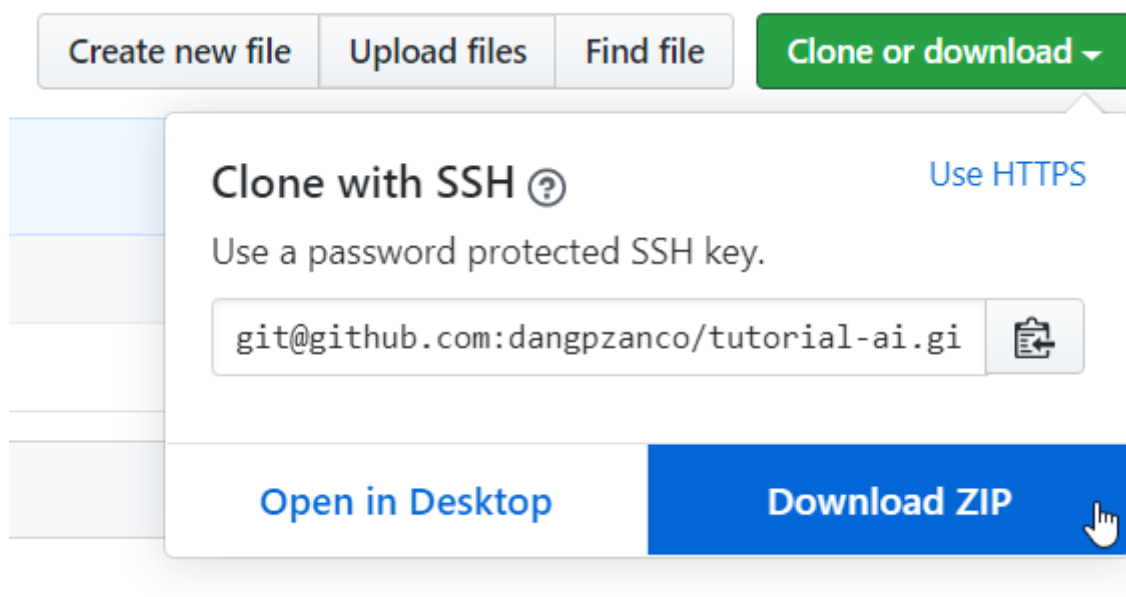 Create new file Upload files Find file Clone or download
Clone with SSH Use HTTPS
Use a password protected SSH key.
git@github.com:dangpzanco/tutorial-ai.gi
Open in Desktop Download ZIP